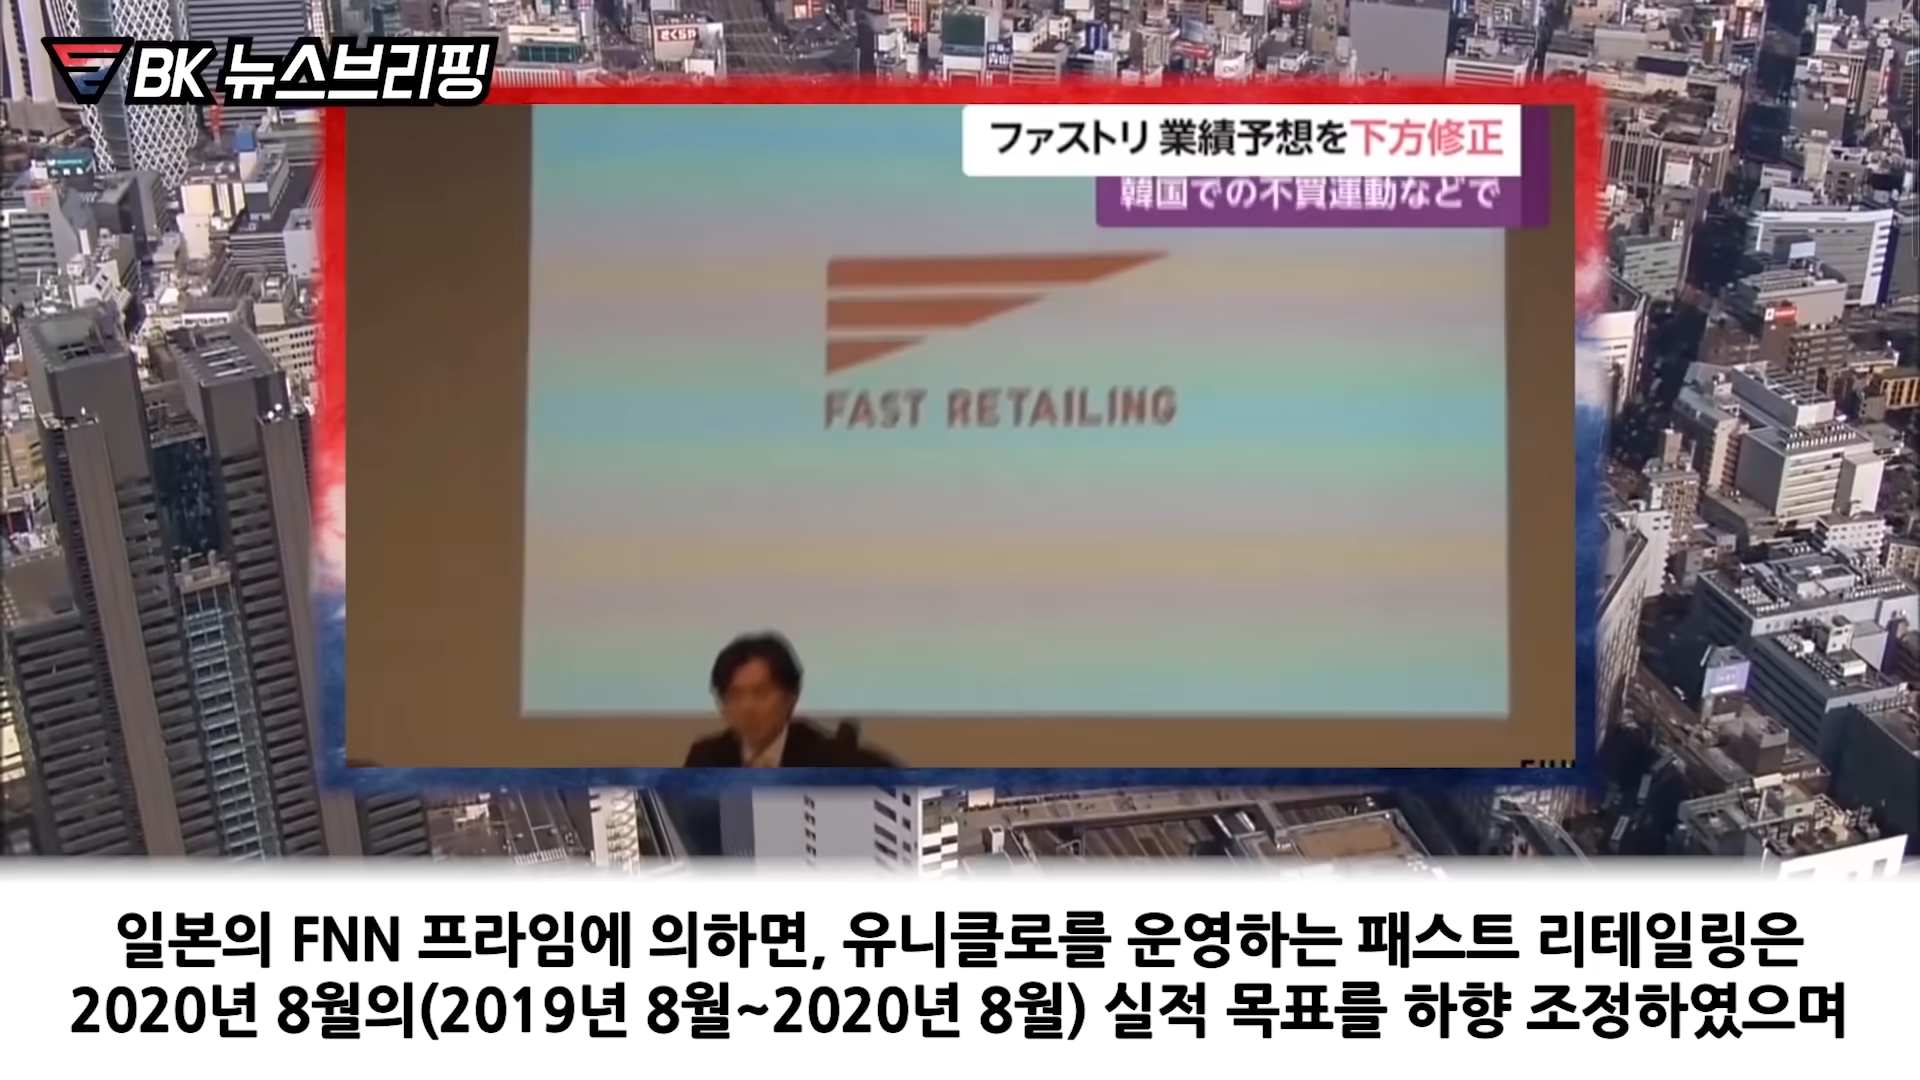 BK 뉴스브리핑
ファストリ 業績予想を下方修正
韓国での不買運動などで
FAST RETAILING
일본의 FNN 프라임에 의하면, 유니클로를 운영하는 패스트 리테일링은
2020년 8월의(2019년 8월~2020년 8월) 실적 목표를 하향 조정하였으며